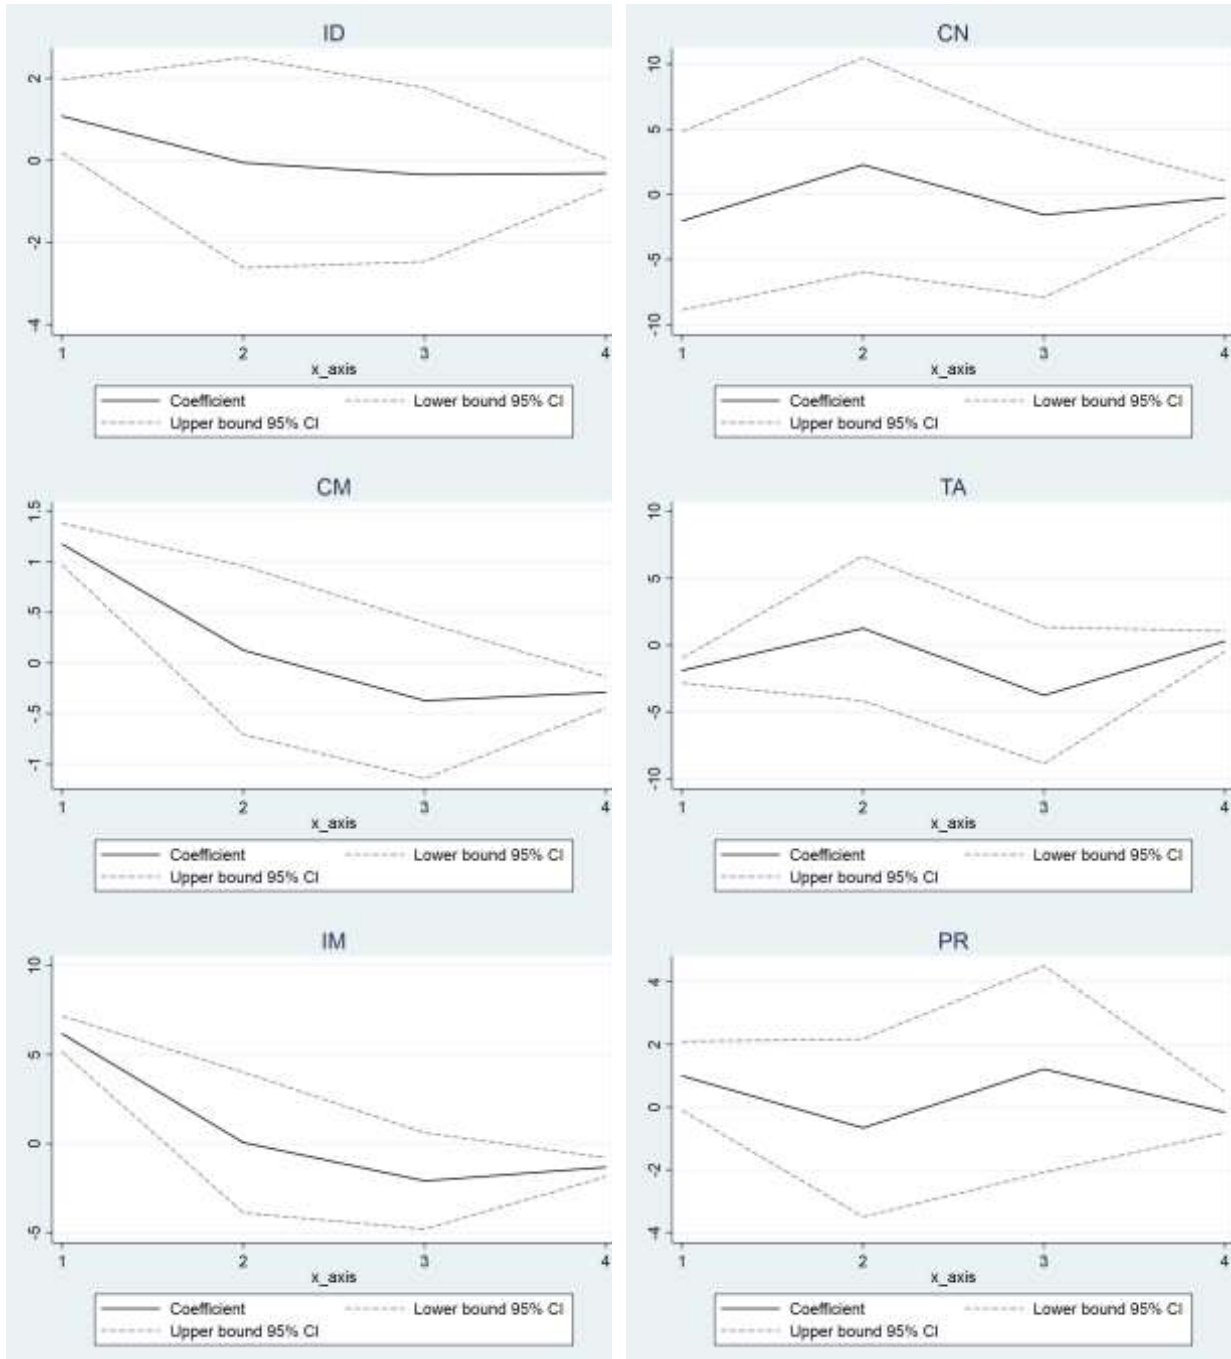 ID
2
0
-2
-4
1 2 3 4
x_axis
Coefficient Lower bound 95% CI
Upper bound 95% CI
CN
10
5
0
-5
-10
1 2 3 4
x_axis
Coefficient Lower bound 95% CI
Upper bound 95% CI
CM
1.5
1
.5
0
-.5
-1
1 2 3 4
x_axis
Coefficient Lower bound 95% CI
Upper bound 95% CI
TA
10
5
0
-5
-10
1 2 3 4
x_axis
Coefficient Lower bound 95% CI
Upper bound 95% CI
IM
10
5
0
-5
1 2 3 4
x_axis
Coefficient Lower bound 95% CI
Upper bound 95% CI
PR
4
2
0
-2
-4
1 2 3 4
x_axis
Coefficient Lower bound 95% CI
Upper bound 95% CI